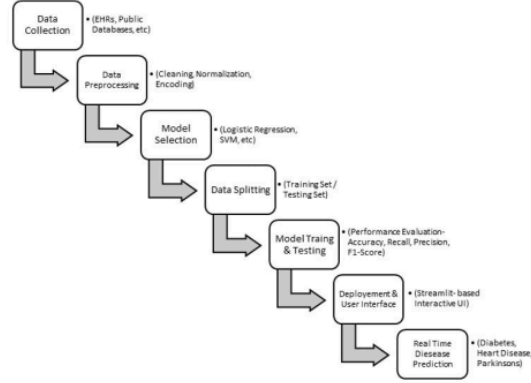 Data
Collection
• (EHRs, Public
Databases, etc)
Data
Preprocessing
• (Cleaning, Normalization,
Encoding)
Model
Selection
• (Logistic Regression,
SVM, etc)
Data Splitting
• (Training Set /
Testing Set)
Model Traing
& Testing
• (Performance Evaluation-
Accuracy, Recall, Precision,
F1-Score)
Deployement &
User Interface
• (Streamlit- based
Interactive UI)
Real Time
Diesease
Prediction
• (Diabetes,
Heart Disease,
Parkinsons)